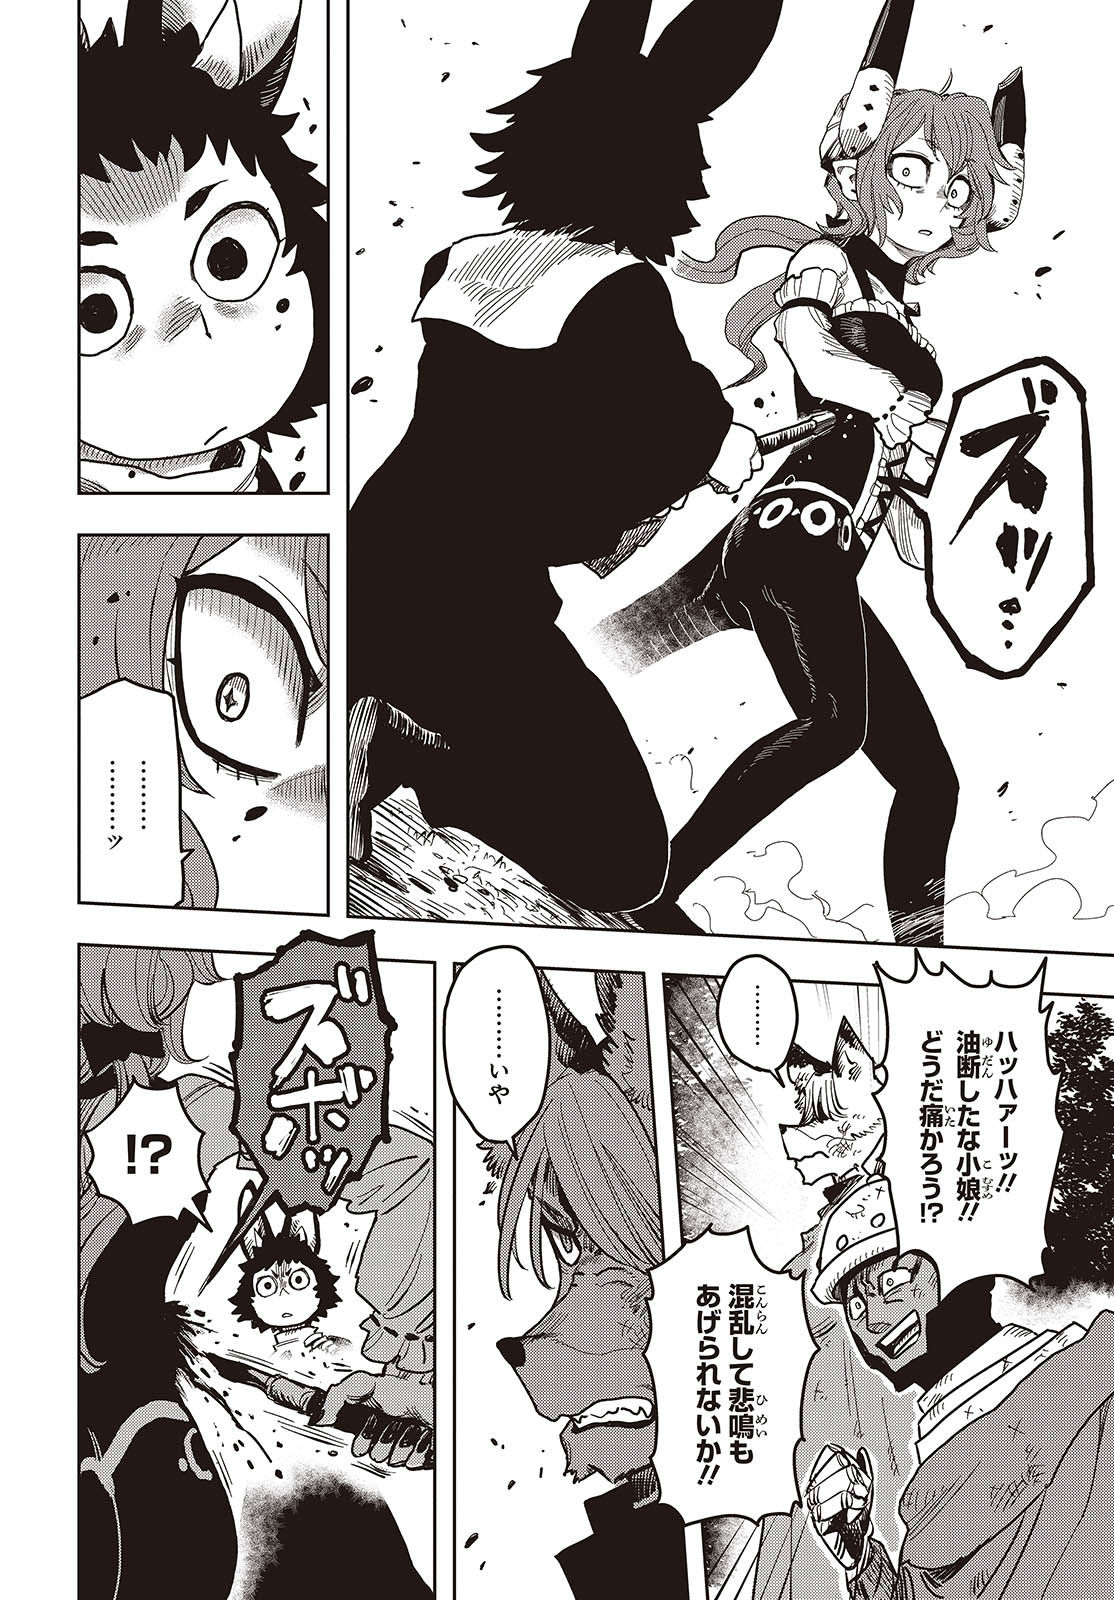 ズッ…
………
………ッ
ハッハァーッ!!
油断したな小娘!!
どうだ痛かろう!?
………
混乱して悲鳴も
あげられないか!!
………いや
ズボッ
!?